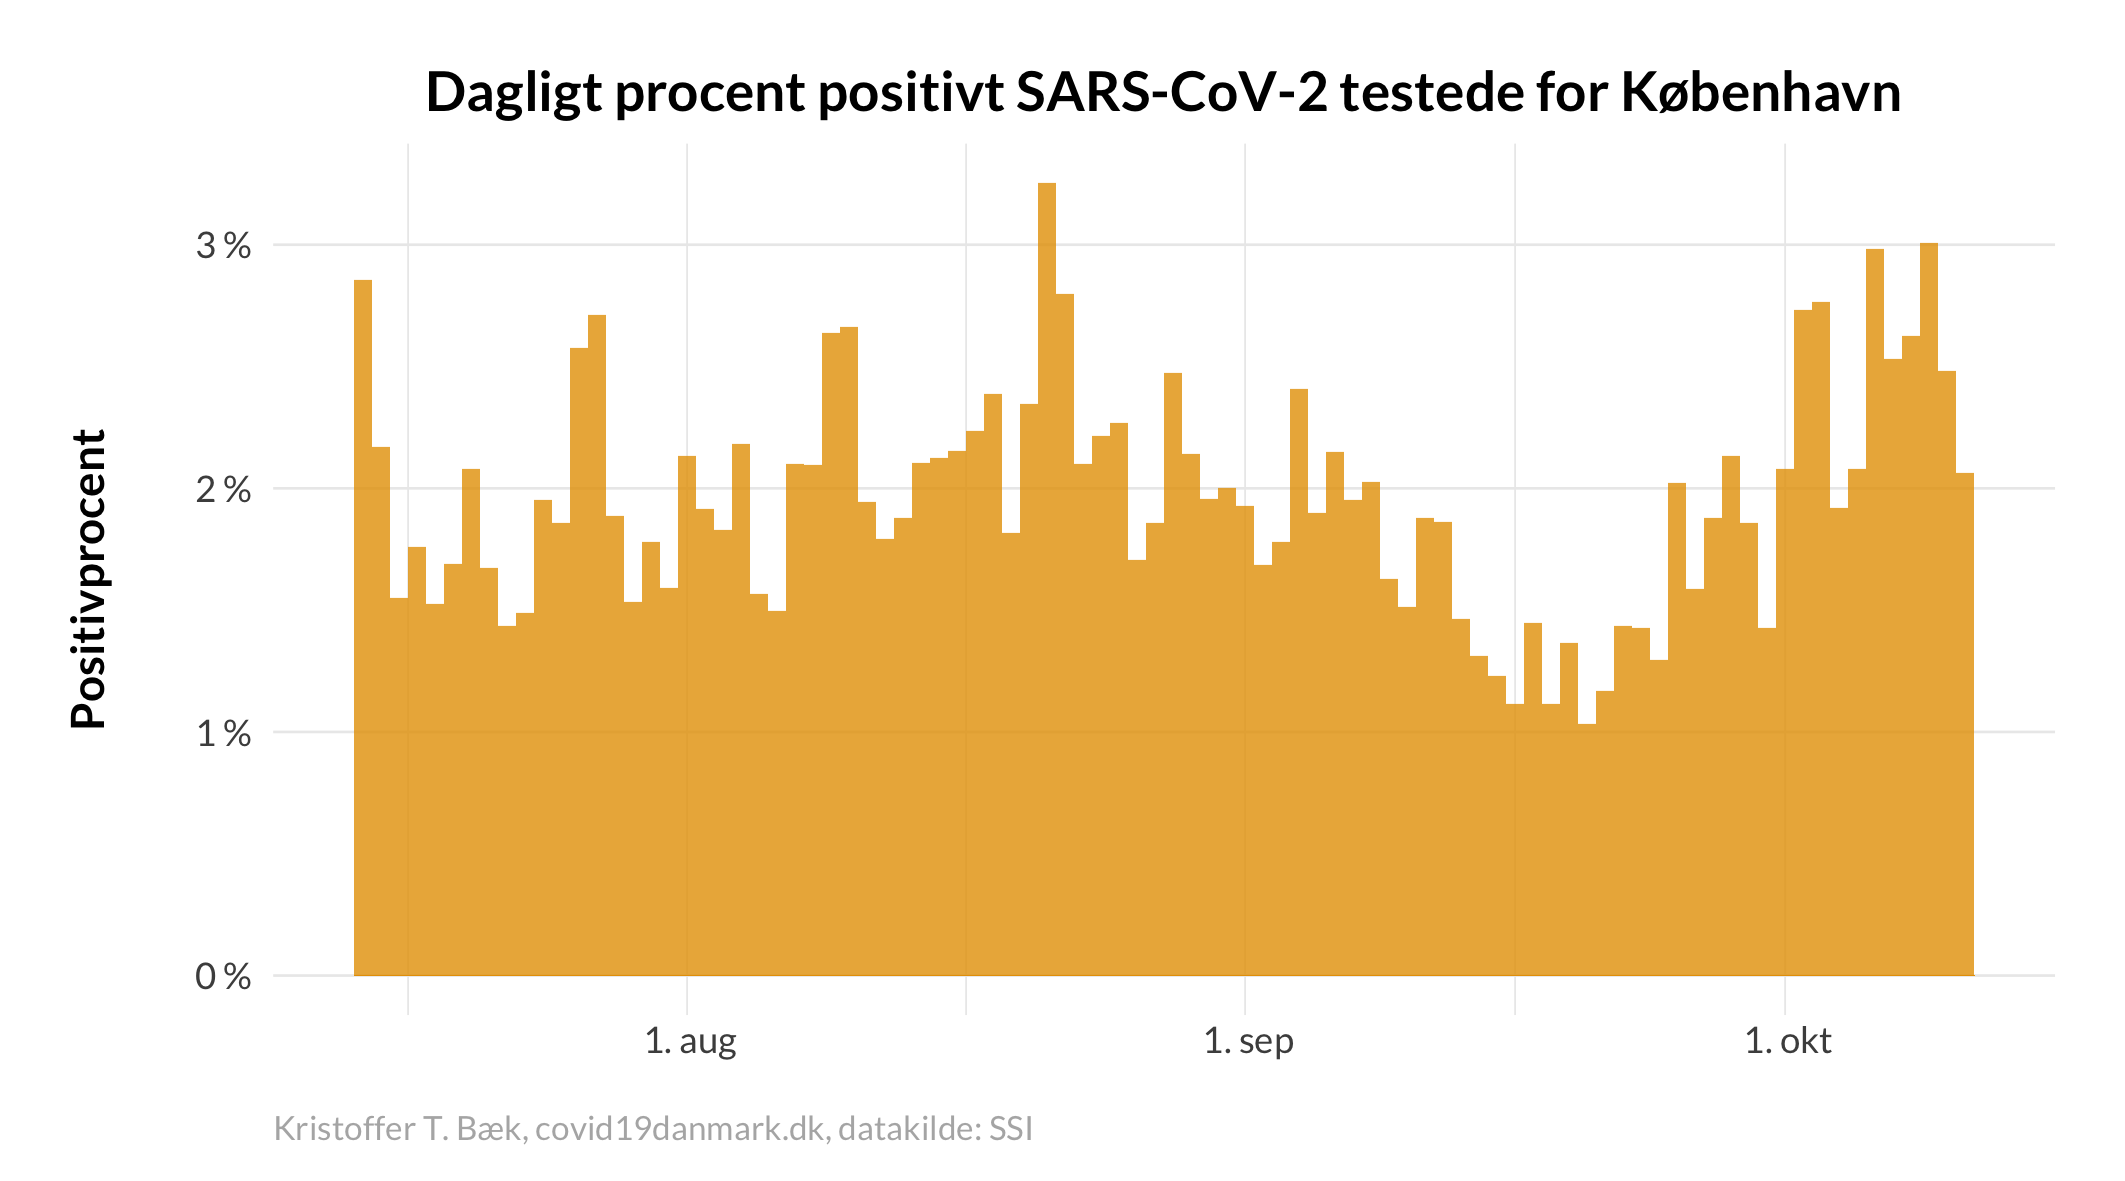 Dagligt procent positivt SARS-CoV-2 testede for København
Positivprocent
3 %
2 %
1 %
0 %
1. aug
1. sep
1. okt
Kristoffer T. Bæk, covid19danmark.dk, datakilde: SSI